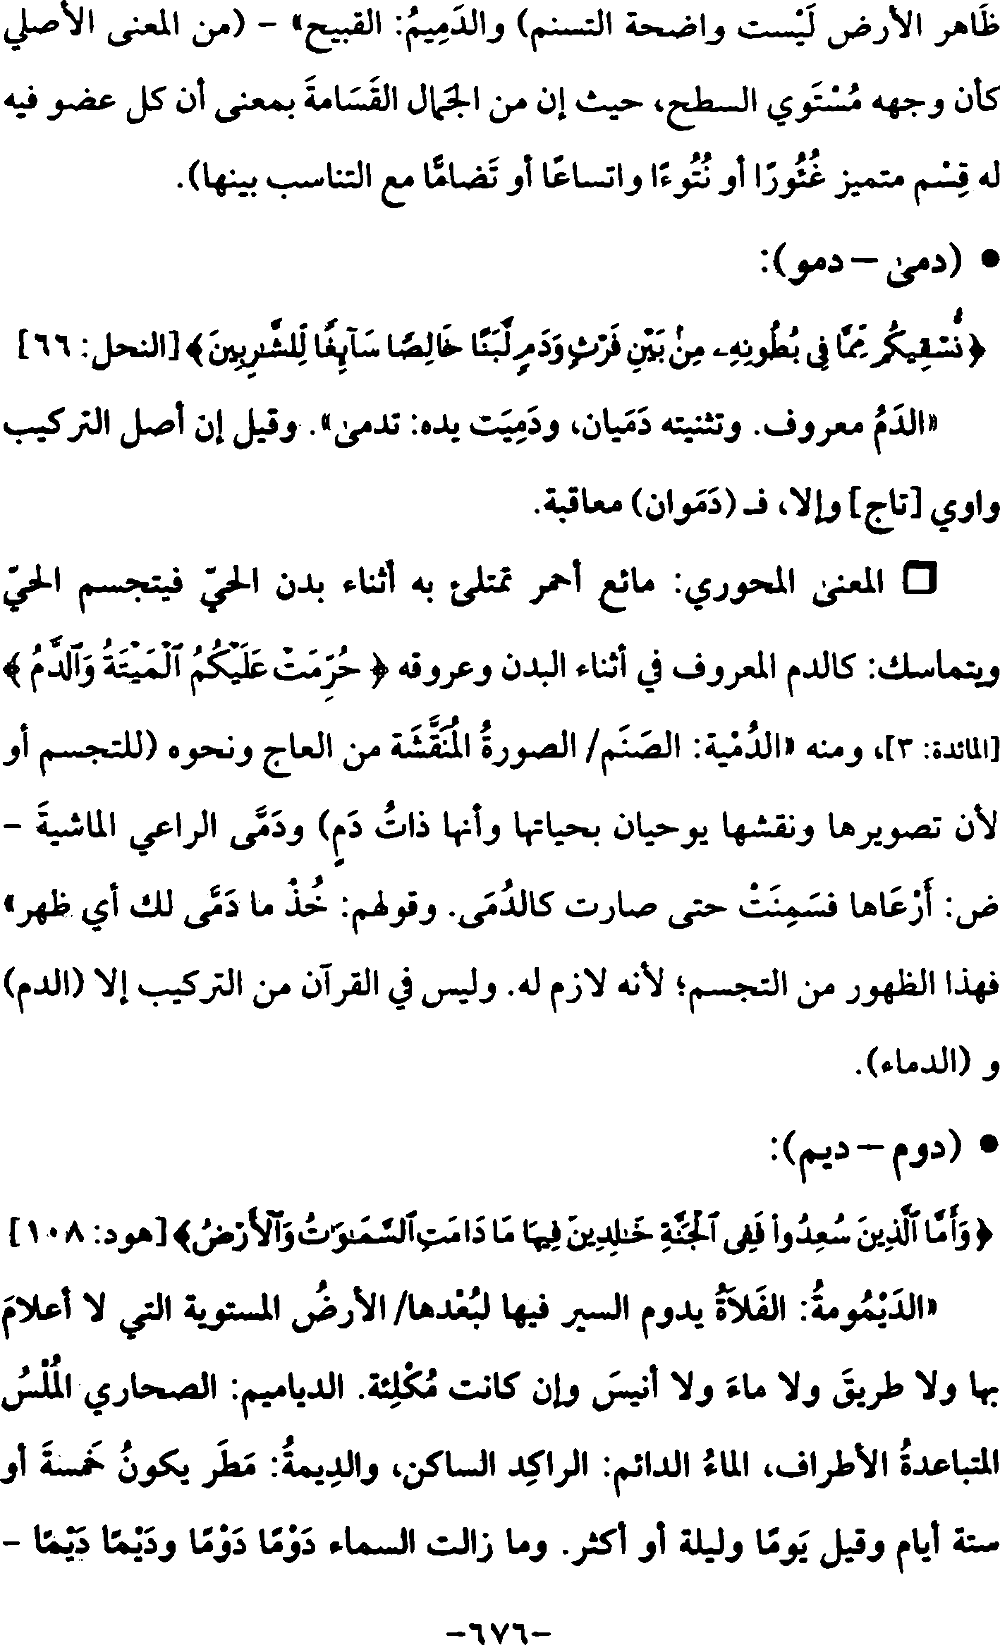 ظَاهر الأرض لَيْست واضحة التسنم) والدَمِيمُ: القبيح» - (من المعنى الأصلي
كأن وجهه مُسْتَوي السطح، حيث إن من الجَمال القَسَامةَ بمعنى أن كل عضو فيه
له قِسْم متميز غُئُورًا أو نُتُوءًا واتساعًا أو تَضامًّا مع التناسب بينها).
• (دمىٰ – دمو):
﴿نُّسْقِيكُم مِّمَّا فِي بُطُونِهِۦ مِنۢ بَيْنِ فَرْثٖ وَدَمٖ لَّبَنًا خَالِصًا سَآئِغًا لِّلشَّٰرِبِينَ﴾ [النحل: ٦٦]
«الدَمُ معروف. وتثنيته دَمَيان، ودَمِيَت يده: تدمىٰ». وقيل إن أصل التركيب
واوي [تاج] وإلا، فـ (دَمَوان) معاقبة.
□ المعنىٰ المحوري: مائع أحمر تمتلئ به أثناء بدن الحيّ فيتجسم الحيّ
ويتماسك: كالدم المعروف في أثناء البدن وعروقه ﴿حُرِّمَتْ عَلَيْكُمُ ٱلْمَيْتَةُ وَٱلدَّمُ﴾
[المائدة: ٣]، ومنه «الدُمْية: الصَنَم/ الصورةُ المُنَقَّشَة من العاج ونحوه (للتجسم أو
لأن تصويرها ونقشها يوحيان بحياتها وأنها ذاتُ دَمٍ) ودَمَّى الراعي الماشيةَ -
ض: أَرْعَاها فسَمِنَتْ حتى صارت كالدُمَى. وقولهم: خُذْ ما دَمَّى لك أي ظهر»
فهذا الظهور من التجسم؛ لأنه لازم له. وليس في القرآن من التركيب إلا (الدم)
و (الدماء).
• (دوم – ديم):
﴿وَأَمَّا ٱلَّذِينَ سُعِدُوا۟ فَفِى ٱلْجَنَّةِ خَٰلِدِينَ فِيهَا مَا دَامَتِ ٱلسَّمَٰوَٰتُ وَٱلْأَرْضُ﴾ [هود: ١٠٨]
«الدَيْمُومةُ: الفَلاَةُ يدوم السير فيها لبُعْدها/ الأرضُ المستوية التي لا أعلامَ
بها ولا طريقَ ولا ماءَ ولا أنيسَ وإن كانت مُكْلِئة. الدياميم: الصحاري المُلْسُ
المتباعدةُ الأطراف، الماءُ الدائم: الراكِد الساكن، والدِيمةُ: مَطَر يكونُ خَمسةَ أو
ستة أيام وقيل يَومًا وليلة أو أكثر. وما زالت السماء دَوْمًا دَوْمًا ودَيْمًا دَيْمًا -
-٦٧٦-